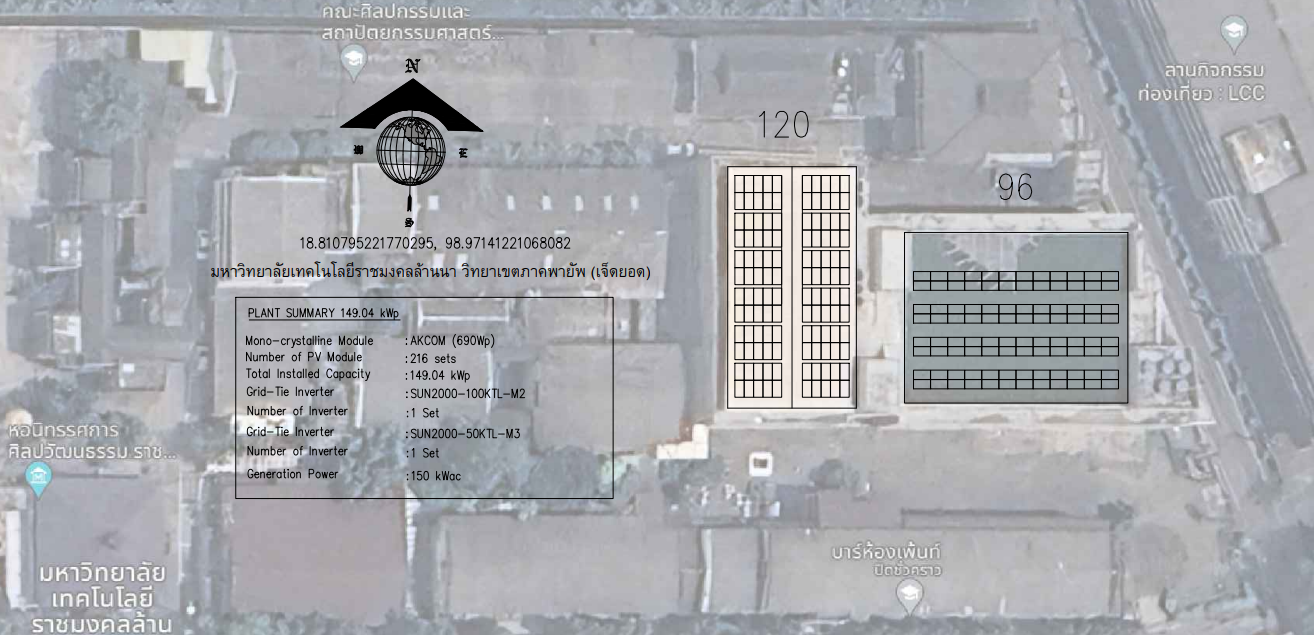 คณะศิลปกรรมและ
สถาปัตยกรรมศาสตร์...
N
S
ลานกิจกรรม
ท่องเที่ยว : LCC
120
96
18.810795221770295, 98.97141221068082
มหาวิทยาลัยเทคโนโลยีราชมงคลล้านนา วิทยาเขตภาคพายัพ (เจ็ดยอด)
PLANT SUMMARY 149.04 kWp
Mono-crystalline Module :AKCOM (690Wp)
Number of PV Module :216 sets
Total Installed Capacity :149.04 kWp
Grid-Tie Inverter :SUN2000-100KTL-M2
Number of Inverter :1 Set
Grid-Tie Inverter :SUN2000-50KTL-M3
Number of Inverter :1 Set
Generation Power :150 kWac
หอนิทรรศการ
ศิลปวัฒนธรรม ราช...
บาร์ห้องเพ้นท์
ปิดชั่วคราว
มหาวิทยาลัย
เทคโนโลยี
ราชมงคลล้าน